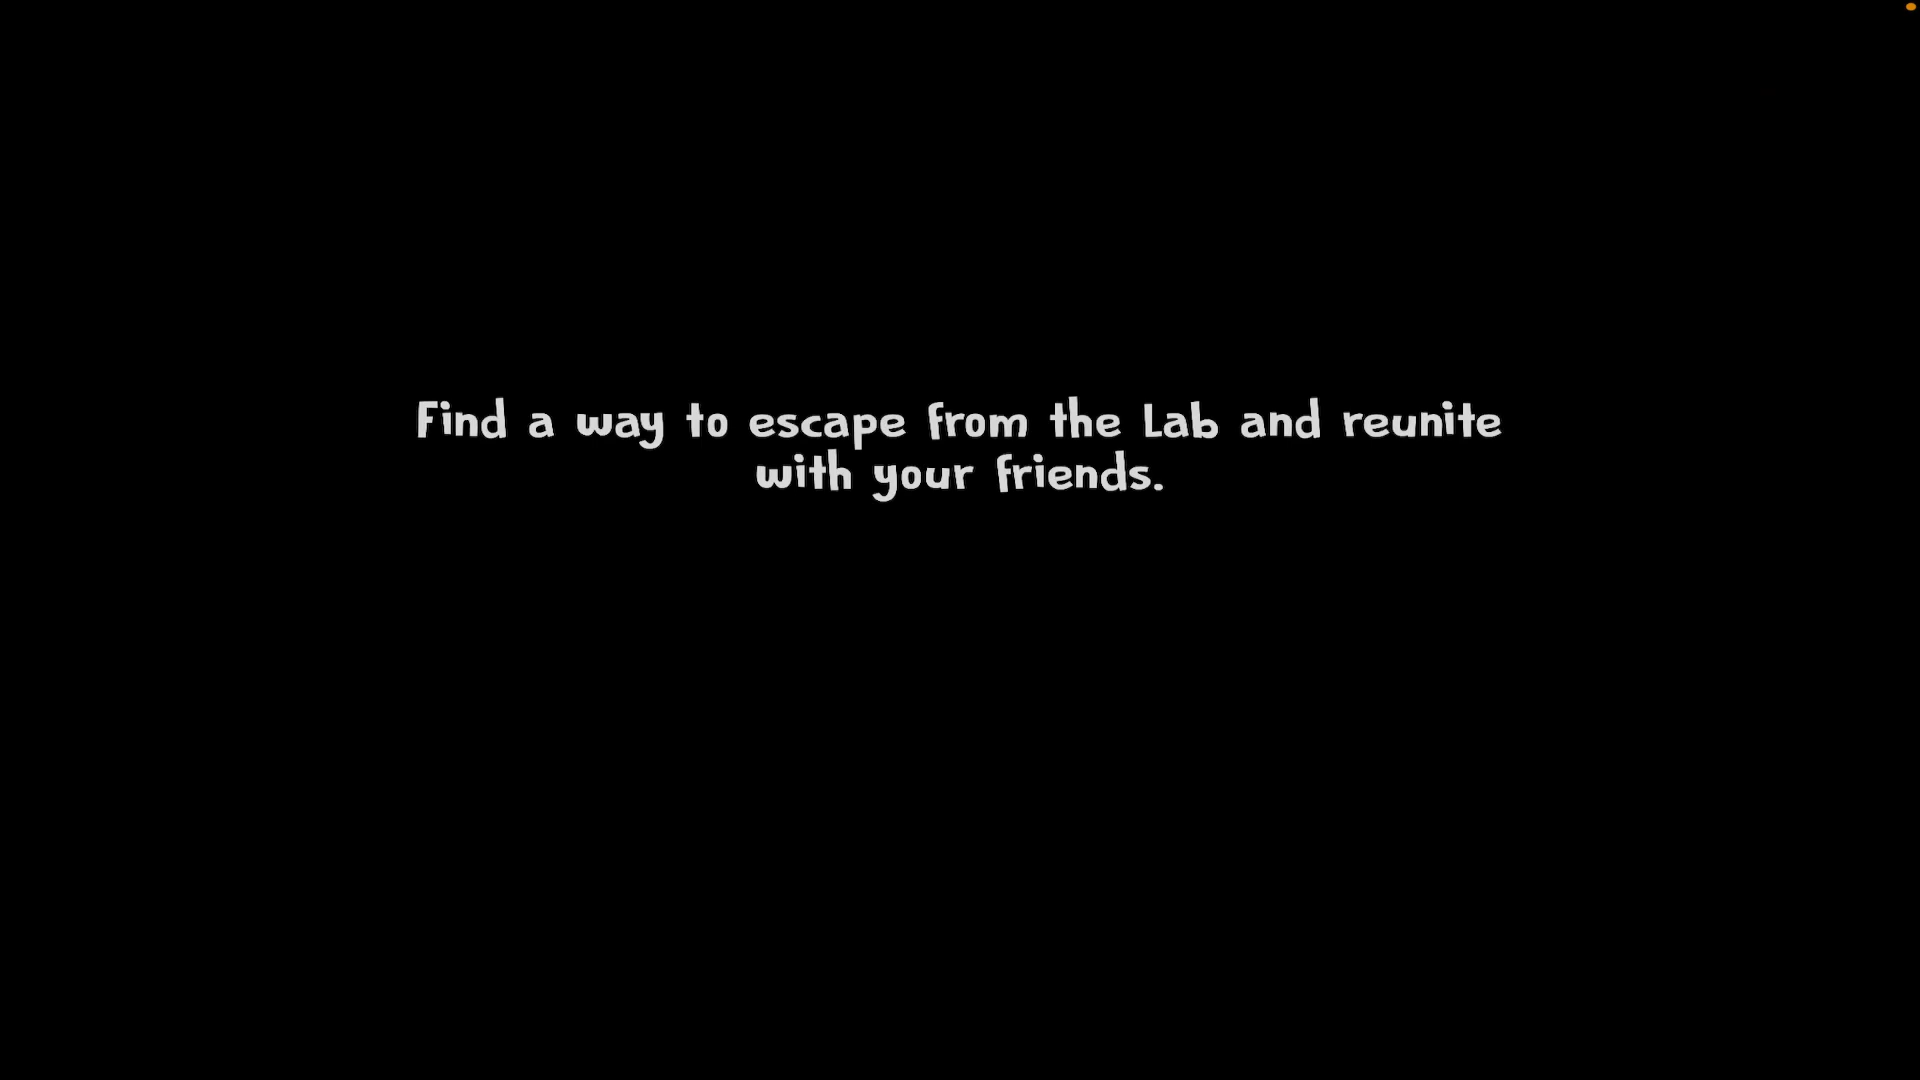 Find a way to escape from the Lab and reunite
with your friends.